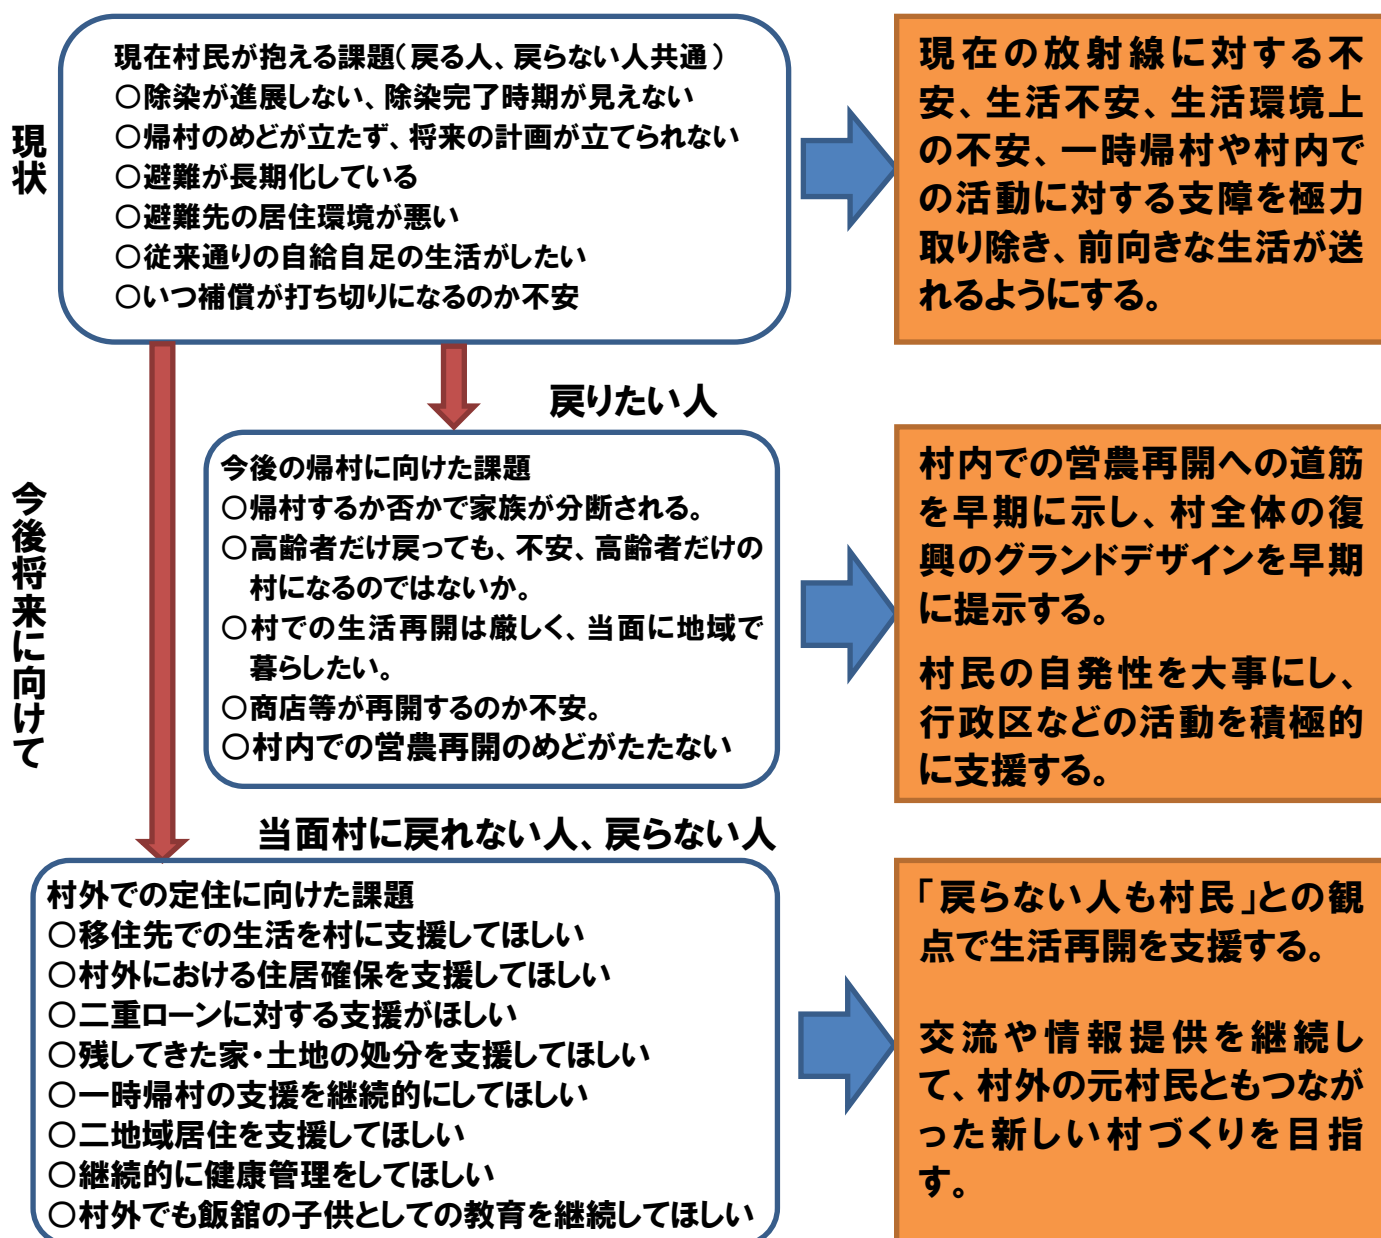 現状
現在村民が抱える課題（戻る人、戻らない人共通）
○除染が進展しない、除染完了時期が見えない
○帰村のめどが立たず、将来の計画が立てられない
○避難が長期化している
○避難先の居住環境が悪い
○従来通りの自給自足の生活がしたい
○いつ補償が打ち切りになるのか不安
現在の放射線に対する不
安、生活不安、生活環境上
の不安、一時帰村や村内で
の活動に対する支障を極力
取り除き、前向きな生活が送
れるようにする。
今後将来に向けて
戻りたい人
今後の帰村に向けた課題
○帰村するか否かで家族が分断される。
○高齢者だけ戻っても、不安、高齢者だけの
村になるのではないか。
○村での生活再開は厳しく、当面に地域で
暮らしたい。
○商店等が再開するのか不安。
○村内での営農再開のめどがたたない
村内での営農再開への道筋
を早期に示し、村全体の復
興のグランドデザインを早期
に提示する。
村民の自発性を大事にし、
行政区などの活動を積極的
に支援する。
当面村に戻れない人、戻らない人
村外での定住に向けた課題
○移住先での生活を村に支援してほしい
○村外における住居確保を支援してほしい
○二重ローンに対する支援がほしい
○残してきた家・土地の処分を支援してほしい
○一時帰村の支援を継続的にしてほしい
○二地域居住を支援してほしい
○継続的に健康管理をしてほしい
○村外でも飯舘の子供としての教育を継続してほしい
「戻らない人も村民」との観
点で生活再開を支援する。
交流や情報提供を継続し
て、村外の元村民ともつなが
った新しい村づくりを目指
す。